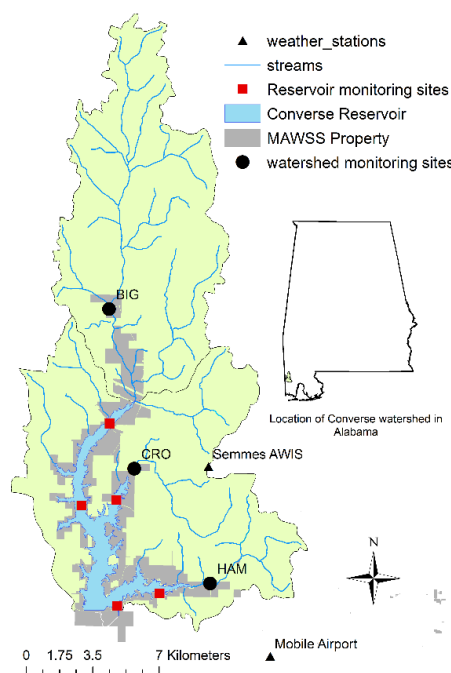 weather_stations
streams
Reservoir monitoring sites
Converse Reservoir
MAWSS Property
watershed monitoring sites
BIG
Location of Converse watershed in
Alabama
CRO
Semmes AWIS
HAM
N
Mobile Airport
0 1.75 3.5 7 Kilometers